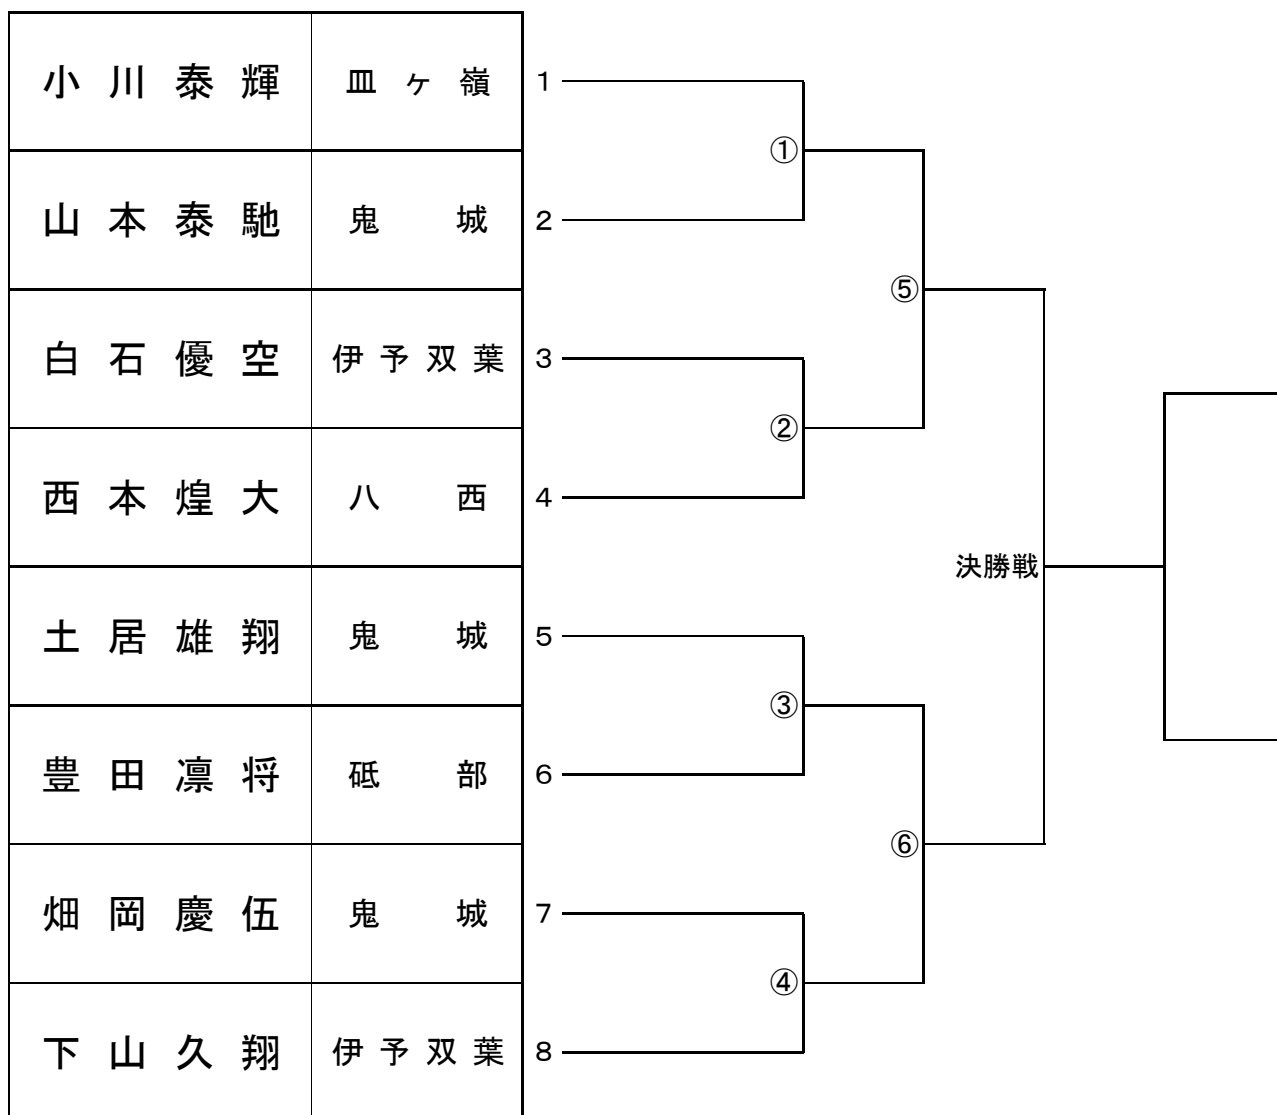 小川泰輝 皿ヶ嶺 1
①
山本泰馳 鬼城 2
⑤
白石優空 伊予双葉 3
②
西本煌大 八西 4
決勝戦
土居雄翔 鬼城 5
③
豊田凛将 砥部 6
⑥
畑岡慶伍 鬼城 7
④
下山久翔 伊予双葉 8